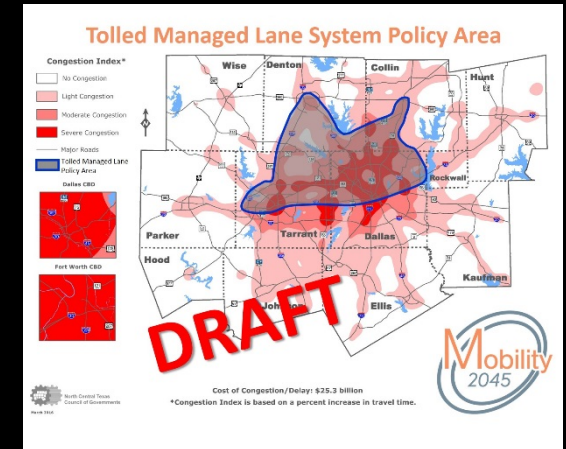 Tolled Managed Lane System Policy Area
Congestion Index*
No Congestion
Light Congestion
Moderate Congestion
Severe Congestion
Major Roads
Tolled Managed Lane
Policy Area
Dallas CBD
Fort Worth CBD
Wise
Denton
Collin
Hunt
Rockwall
Parker
Tarrant
Dallas
Hood
Kaufman
Johnson
Ellis
DRAFT
Mobility
2045
North Central Texas
Council of Governments
Cost of Congestion/Delay: $25.3 billion
*Congestion Index is based on a percent increase in travel time.